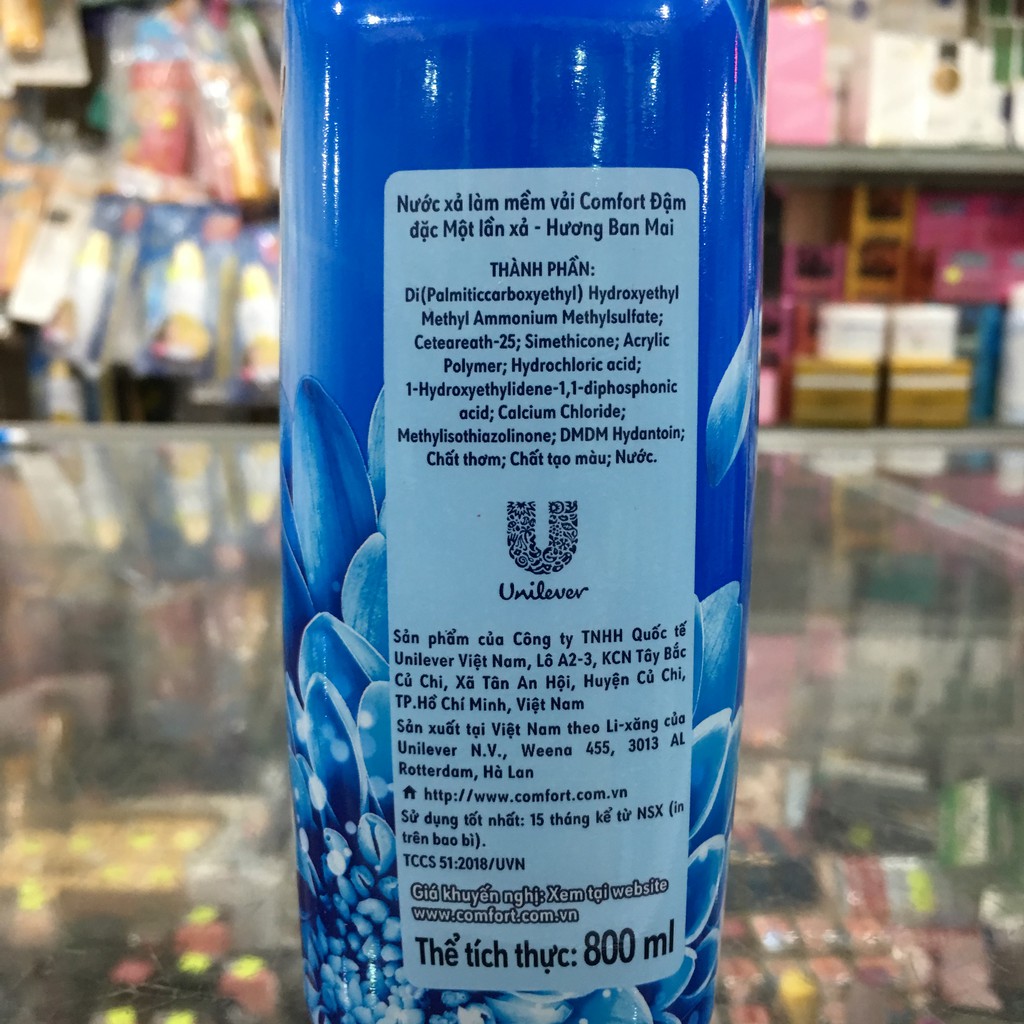 Nước xả làm mềm vải Comfort Đậm
đặc Một lần xả - Hương Ban Mai
THÀNH PHẦN:
Di(Palmiticcarboxyethyl) Hydroxyethyl
Methyl Ammonium Methylsulfate;
Ceteareath-25; Simethicone; Acrylic
Polymer; Hydrochloric acid;
1-Hydroxyethylidene-1,1-diphosphonic
acid; Calcium Chloride;
Methylisothiazolinone; DMDM Hydantoin;
Chất thơm; Chất tạo màu; Nước.
Unilever
Sản phẩm của Công ty TNHH Quốc tế
Unilever Việt Nam, Lô A2-3, KCN Tây Bắc
Củ Chi, Xã Tân An Hội, Huyện Củ Chi,
TP.Hồ Chí Minh, Việt Nam
Sản xuất tại Việt Nam theo Li-xăng của
Unilever N.V., Weena 455, 3013 AL
Rotterdam, Hà Lan
http://www.comfort.com.vn
Sử dụng tốt nhất: 15 tháng kể từ NSX (in
trên bao bì).
TCCS 51:2018/UVN
Giá khuyến nghị: Xem tại website
www.comfort.com.vn
Thể tích thực: 800 ml